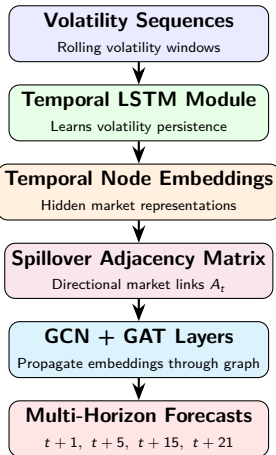 Volatility Sequences
Rolling volatility windows
Temporal LSTM Module
Learns volatility persistence
Temporal Node Embeddings
Hidden market representations
Spillover Adjacency Matrix
Directional market links A_t
GCN + GAT Layers
Propagate embeddings through graph
Multi-Horizon Forecasts
t + 1, t + 5, t + 15, t + 21